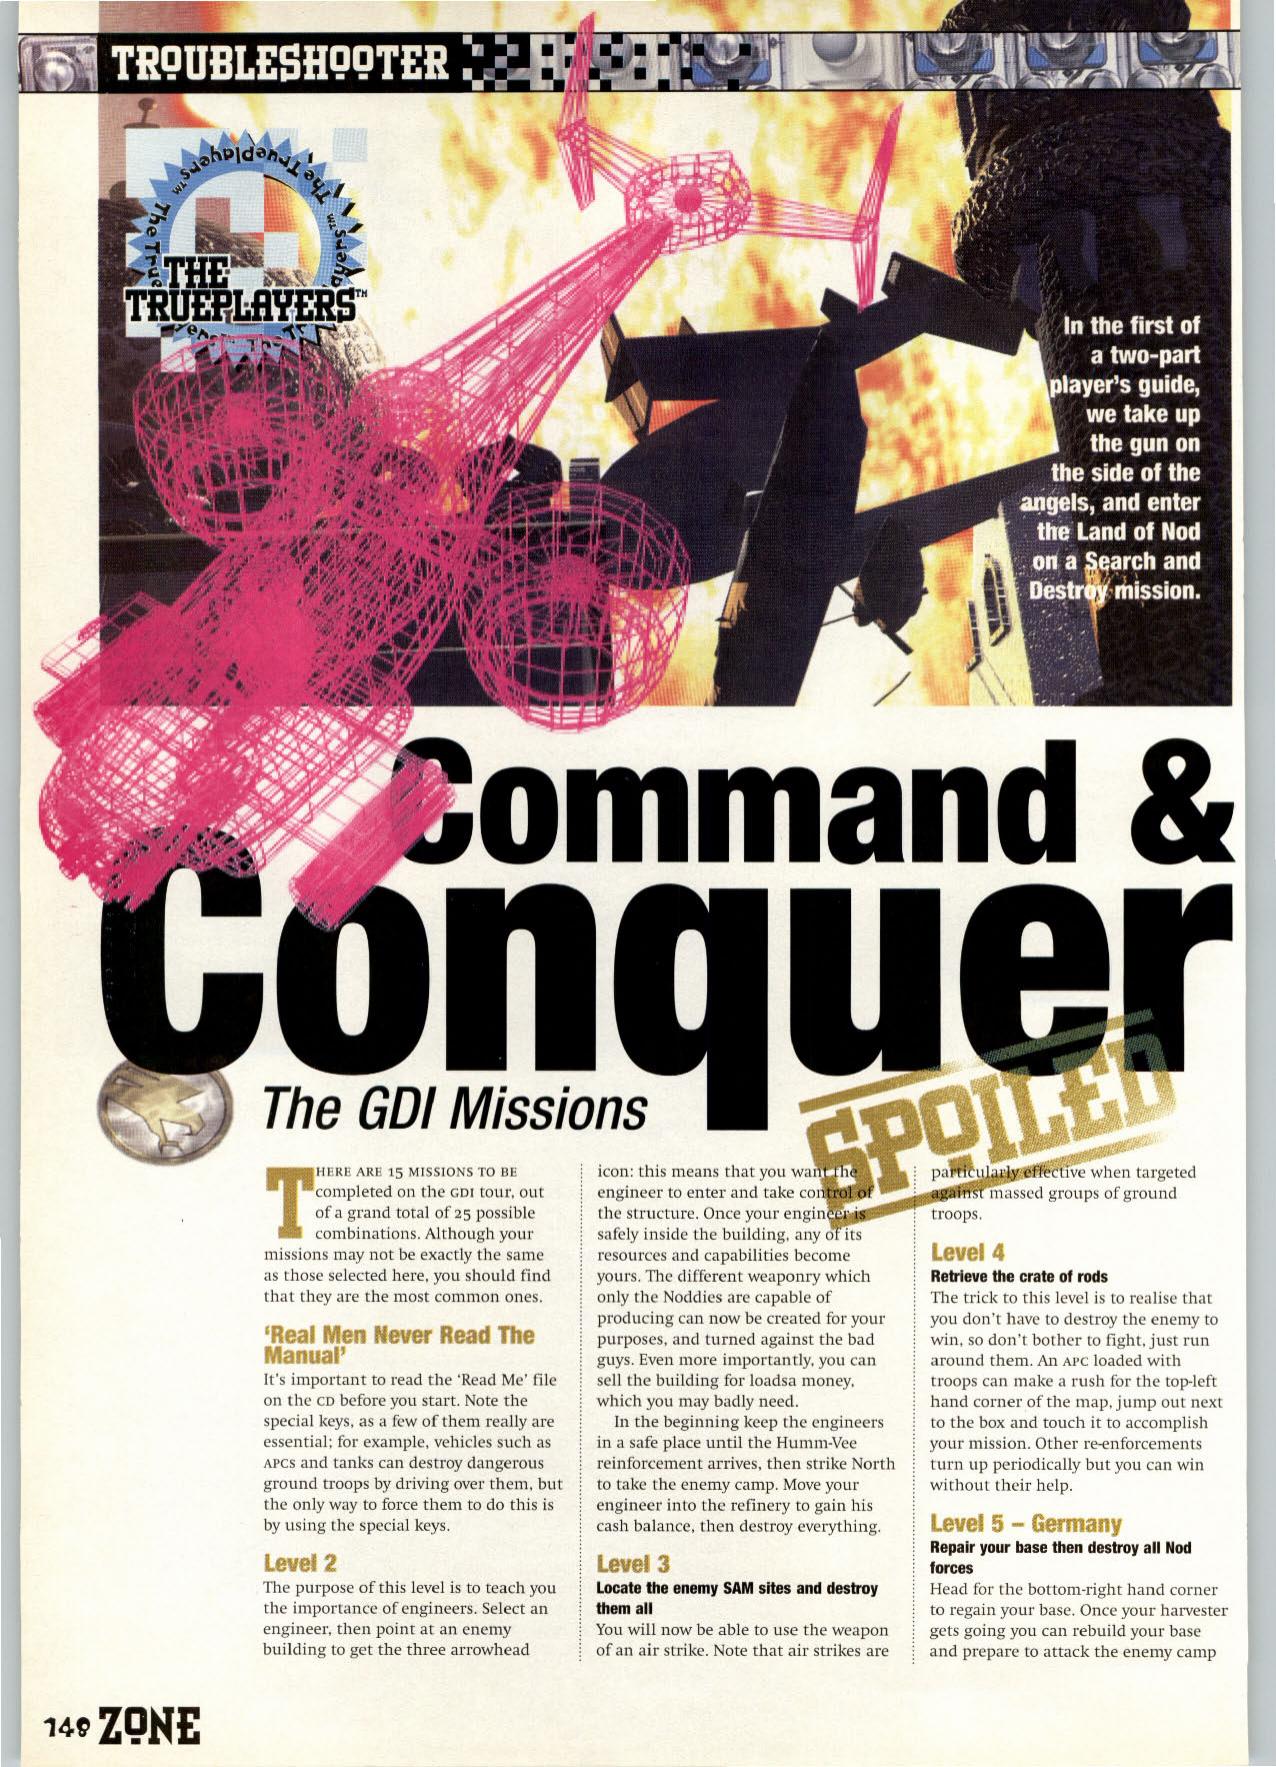 TROUBLESHOOTER
The Trueplayers™
THE
TRUEPLAYERS™
In the first of
a two-part
player's guide,
we take up
the gun on
the side of the
angels, and enter
the Land of Nod
on a Search and
Destroy mission.
Command &
Conquer
The GDI Missions
SPOILED
THERE ARE 15 MISSIONS TO BE
completed on the GDI tour, out
of a grand total of 25 possible
combinations. Although your
missions may not be exactly the same
as those selected here, you should find
that they are the most common ones.
'Real Men Never Read The
Manual'
It's important to read the 'Read Me' file
on the CD before you start. Note the
special keys, as a few of them really are
essential; for example, vehicles such as
APCs and tanks can destroy dangerous
ground troops by driving over them, but
the only way to force them to do this is
by using the special keys.
Level 2
The purpose of this level is to teach you
the importance of engineers. Select an
engineer, then point at an enemy
building to get the three arrowhead
icon: this means that you want the
engineer to enter and take control of
the structure. Once your engineer is
safely inside the building, any of its
resources and capabilities become
yours. The different weaponry which
only the Noddies are capable of
producing can now be created for your
purposes, and turned against the bad
guys. Even more importantly, you can
sell the building for loadsa money,
which you may badly need.
In the beginning keep the engineers
in a safe place until the Humm-Vee
reinforcement arrives, then strike North
to take the enemy camp. Move your
engineer into the refinery to gain his
cash balance, then destroy everything.
Level 3
Locate the enemy SAM sites and destroy
them all
You will now be able to use the weapon
of an air strike. Note that air strikes are
particularly effective when targeted
against massed groups of ground
troops.
Level 4
Retrieve the crate of rods
The trick to this level is to realise that
you don't have to destroy the enemy to
win, so don't bother to fight, just run
around them. An APC loaded with
troops can make a rush for the top-left
hand corner of the map, jump out next
to the box and touch it to accomplish
your mission. Other re-enforcements
turn up periodically but you can win
without their help.
Level 5 – Germany
Repair your base then destroy all Nod
forces
Head for the bottom-right hand corner
to regain your base. Once your harvester
gets going you can rebuild your base
and prepare to attack the enemy camp
148 ZONE